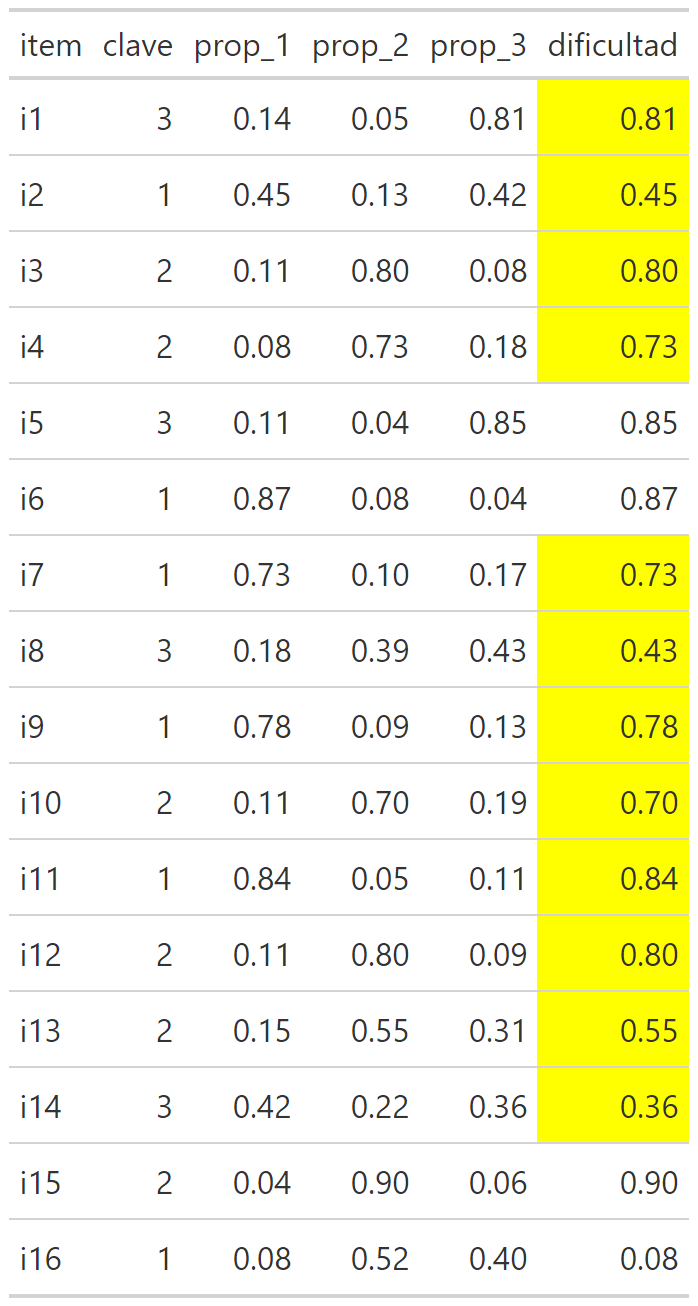 item clave prop_1 prop_2 prop_3 dificultad
i1 3 0.14 0.05 0.81 0.81
i2 1 0.45 0.13 0.42 0.45
i3 2 0.11 0.80 0.08 0.80
i4 2 0.08 0.73 0.18 0.73
i5 3 0.11 0.04 0.85 0.85
i6 1 0.87 0.08 0.04 0.87
i7 1 0.73 0.10 0.17 0.73
i8 3 0.18 0.39 0.43 0.43
i9 1 0.78 0.09 0.13 0.78
i10 2 0.11 0.70 0.19 0.70
i11 1 0.84 0.05 0.11 0.84
i12 2 0.11 0.80 0.09 0.80
i13 2 0.15 0.55 0.31 0.55
i14 3 0.42 0.22 0.36 0.36
i15 2 0.04 0.90 0.06 0.90
i16 1 0.08 0.52 0.40 0.08